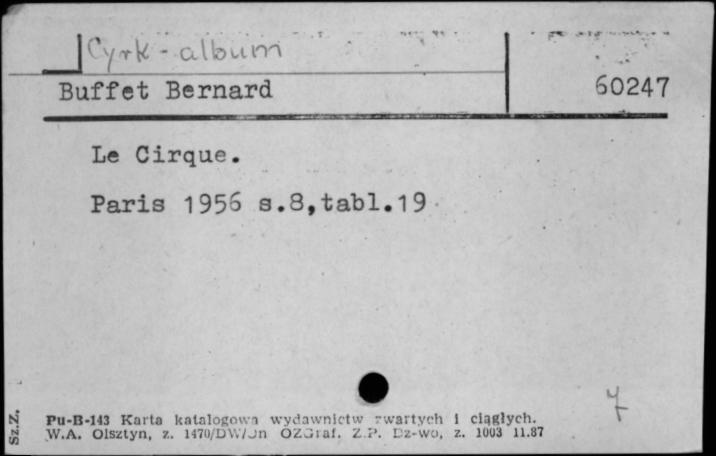 Cyrk - album
Buffet Bernard 60247
Le Cirque.
Paris 1956 s.8,tabl.19
7
Sz.Z.
Pu-B-143 Karta katalogowa wydawnictw zwartych i ciągłych.
W.A. Olsztyn, z. 1470/DW/Jn OZGraf. Z.P. Dz-wo, z. 1003 11.87